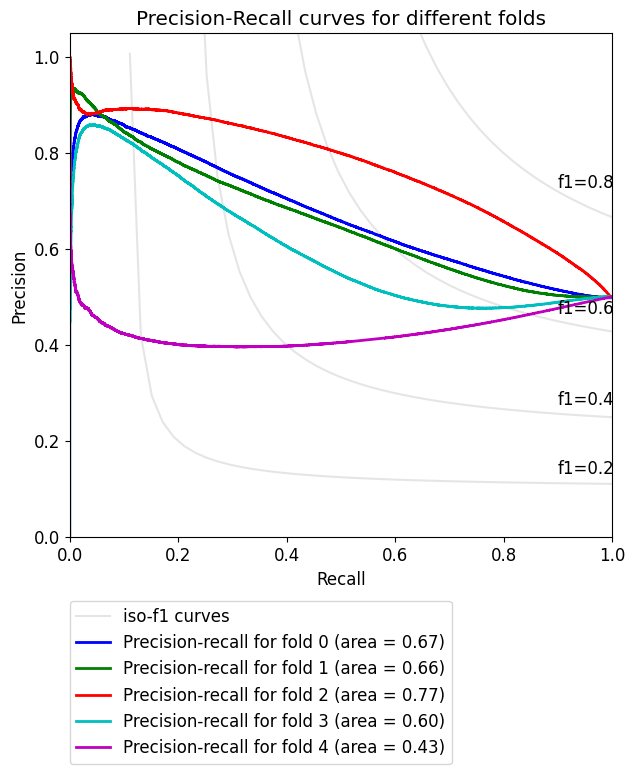 Precision-Recall curves for different folds
1.0
0.8
0.6
0.4
0.2
0.0
Precision
f1=0.8
f1=0.6
f1=0.4
f1=0.2
0.0 0.2 0.4 0.6 0.8 1.0
Recall
iso-f1 curves
Precision-recall for fold 0 (area = 0.67)
Precision-recall for fold 1 (area = 0.66)
Precision-recall for fold 2 (area = 0.77)
Precision-recall for fold 3 (area = 0.60)
Precision-recall for fold 4 (area = 0.43)